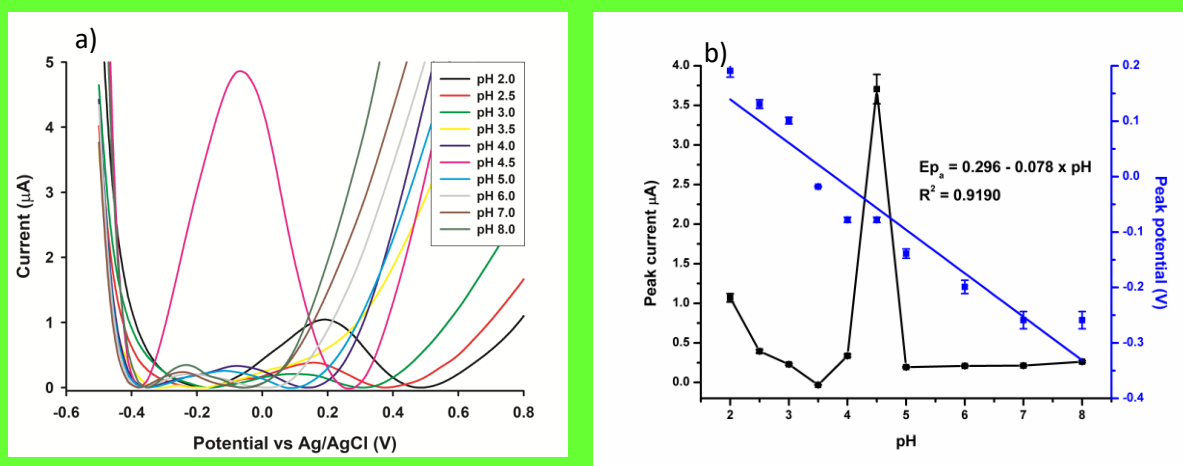 a)
5
4
3
2
1
0
Current (μA)
-0.6
-0.4
-0.2
0.0
0.2
0.4
0.6
0.8
Potential vs Ag/AgCl (V)
pH 2.0
pH 2.5
pH 3.0
pH 3.5
pH 4.0
pH 4.5
pH 5.0
pH 6.0
pH 7.0
pH 8.0
b)
4.0
3.5
3.0
2.5
2.0
1.5
1.0
0.5
0.0
Peak current μA)
2
3
4
5
6
7
8
pH
Epₐ = 0.296 - 0.078 x pH
R² = 0.9190
0.2
0.1
0.0
-0.1
-0.2
-0.3
-0.4
Peak potential (V)